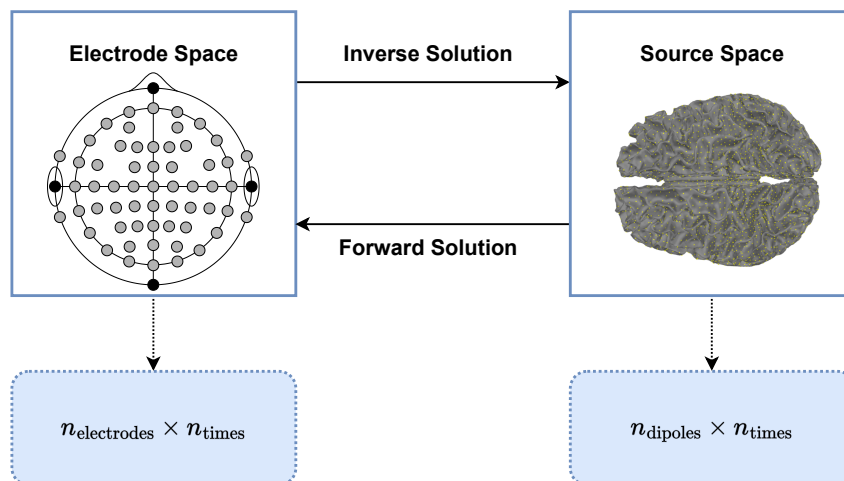 Electrode Space
Inverse Solution
Source Space
Forward Solution
n_electrodes × n_times
n_dipoles × n_times